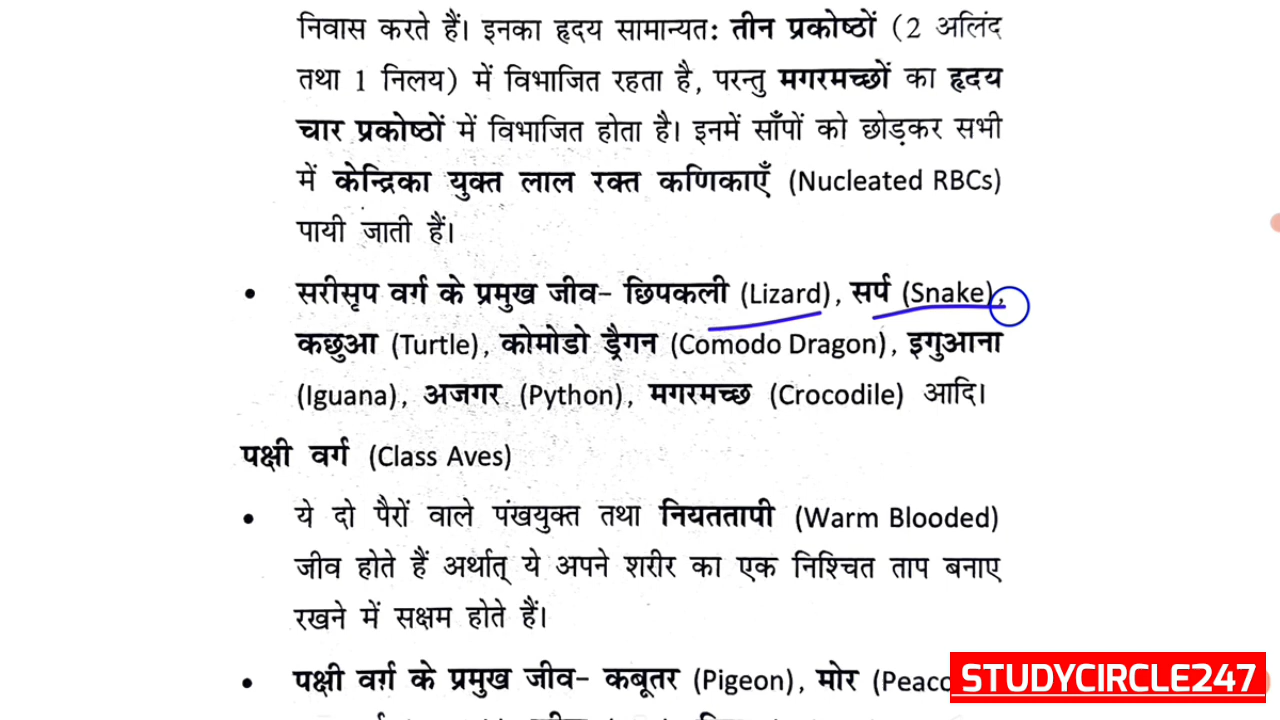 निवास करते हैं। इनका हृदय सामान्यत: तीन प्रकोष्ठों (2 अलिंद
तथा 1 निलय) में विभाजित रहता है, परन्तु मगरमच्छों का हृदय
चार प्रकोष्ठों में विभाजित होता है। इनमें साँपों को छोड़कर सभी
में केन्द्रिका युक्त लाल रक्त कणिकाएँ (Nucleated RBCs)
पायी जाती हैं।
• सरीसृप वर्ग के प्रमुख जीव- छिपकली (Lizard), सर्प (Snake),
कछुआ (Turtle), कोमोडो ड्रैगन (Comodo Dragon), इगुआना
(Iguana), अजगर (Python), मगरमच्छ (Crocodile) आदि।
पक्षी वर्ग (Class Aves)
• ये दो पैरों वाले पंखयुक्त तथा नियततापी (Warm Blooded)
जीव होते हैं अर्थात् ये अपने शरीर का एक निश्चित ताप बनाए
रखने में सक्षम होते हैं।
• पक्षी वर्ग के प्रमुख जीव- कबूतर (Pigeon), मोर
STUDYCIRCLE247